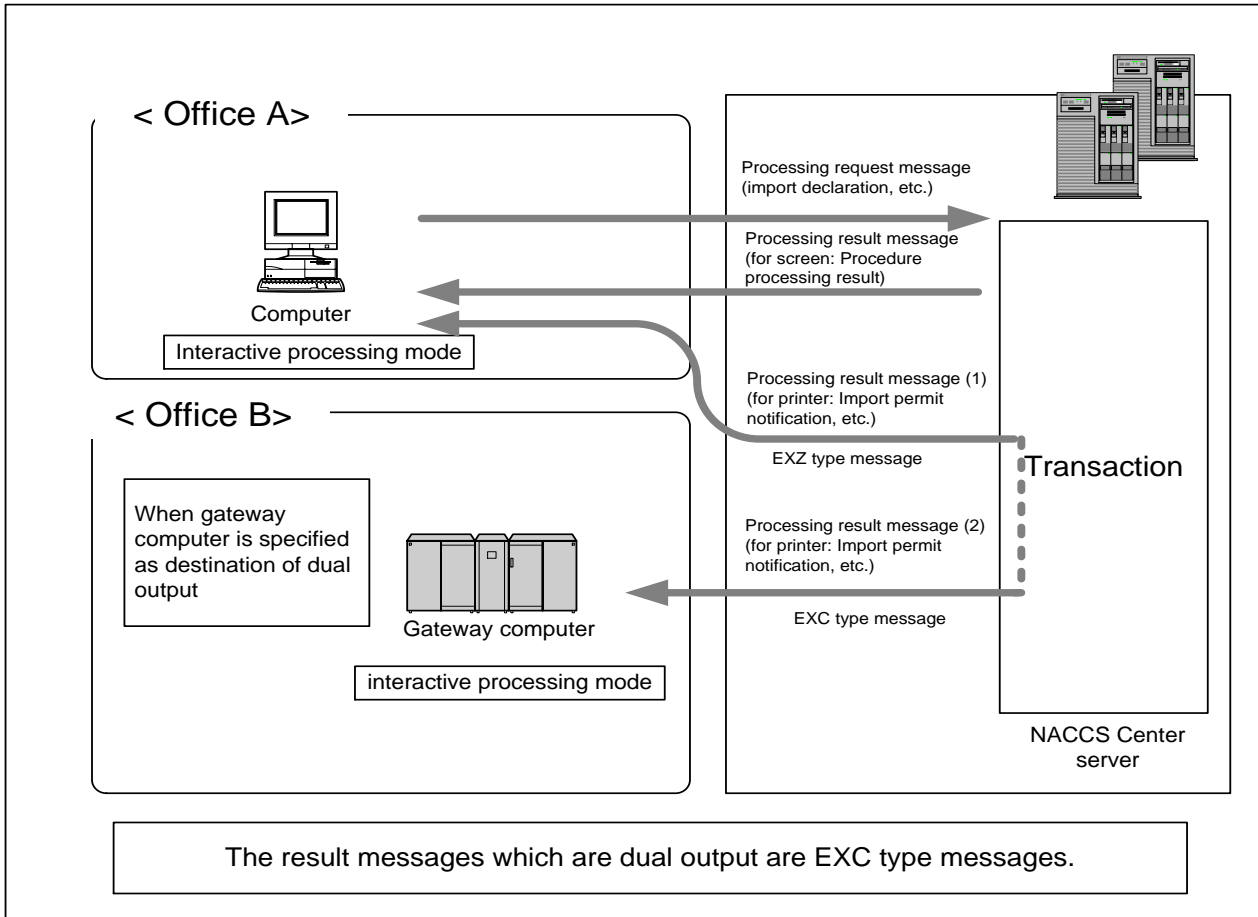 < Office A>
Computer
Interactive processing mode
Processing request message
(import declaration, etc.)
Processing result message
(for screen: Procedure
processing result)
Processing result message (1)
(for printer: Import permit
notification, etc.)
EXZ type message
Transaction
< Office B>
When gateway
computer is specified
as destination of dual
output
Gateway computer
interactive processing mode
Processing result message (2)
(for printer: Import permit
notification, etc.)
EXC type message
NACCS Center
server
The result messages which are dual output are EXC type messages.